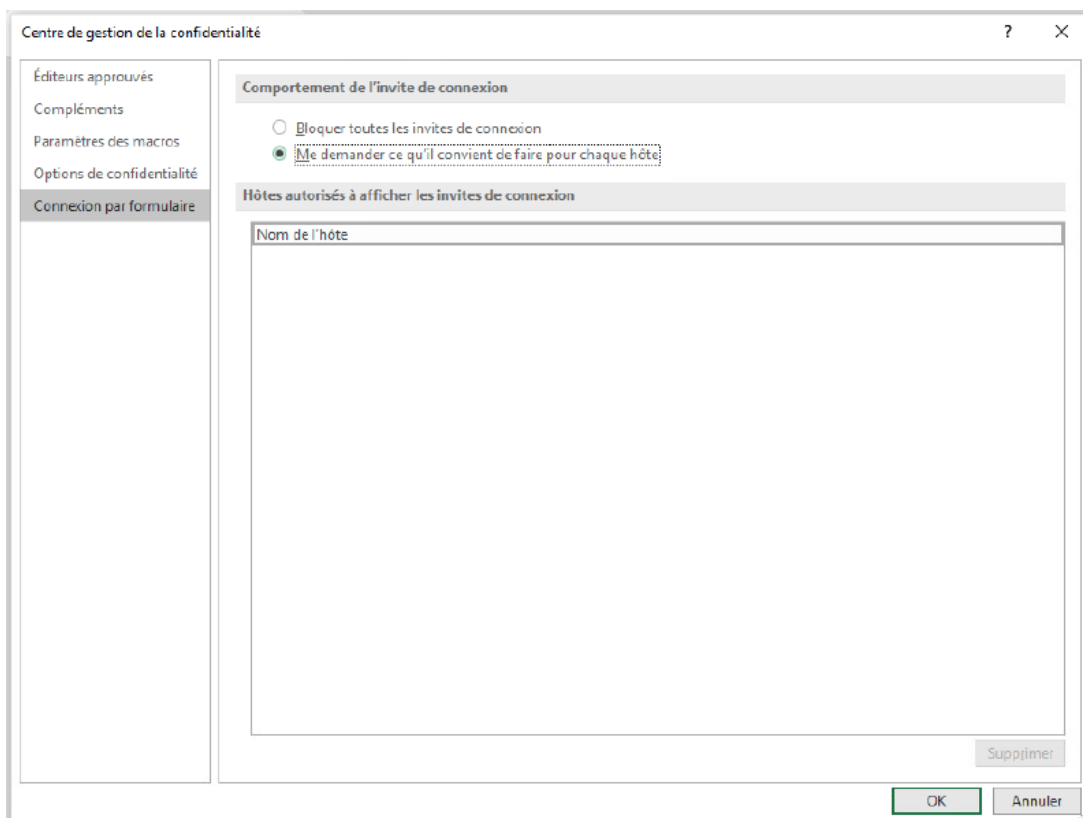 Centre de gestion de la confidentialité
?
Éditeurs approuvés
Compléments
Paramètres des macros
Options de confidentialité
Connexion par formulaire
Comportement de l'invite de connexion
Bloquer toutes les invites de connexion
Me demander ce qu'il convient de faire pour chaque hôte
Hôtes autorisés à afficher les invites de connexion
Nom de l'hôte
Supprimer
OK
Annuler